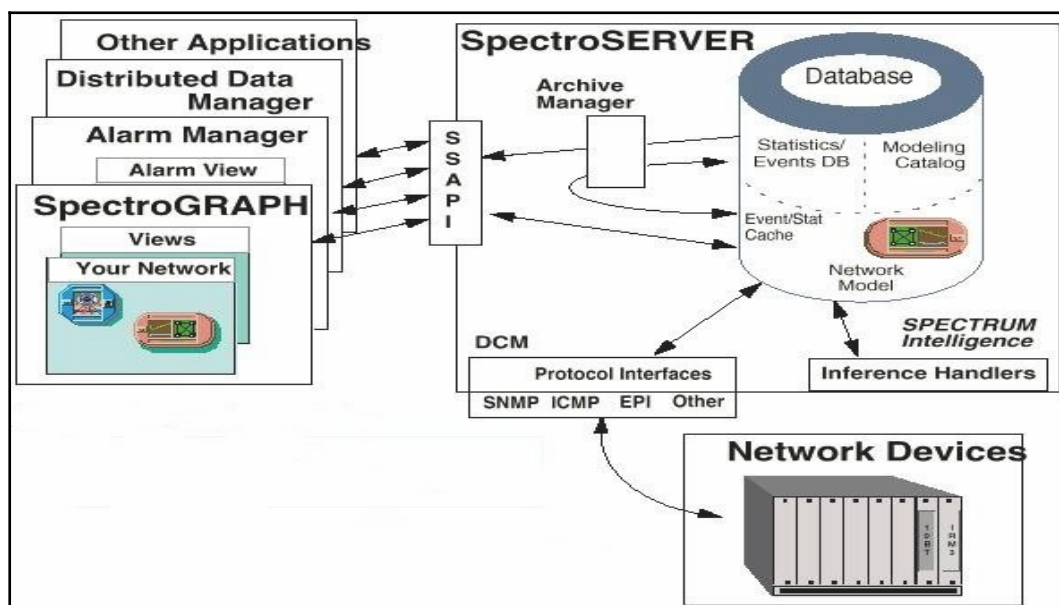 Other Applications
Distributed Data
Manager
Alarm Manager
Alarm View
SpectroGRAPH
Views
Your Network
S
S
A
P
I
SpectroSERVER
Archive
Manager
Database
Statistics/
Events DB
Modeling
Catalog
Event/Stat
Cache
Network
Model
SPECTRUM
Intelligence
Inference Handlers
DCM
Protocol Interfaces
SNMP ICMP EPI Other
Network Devices